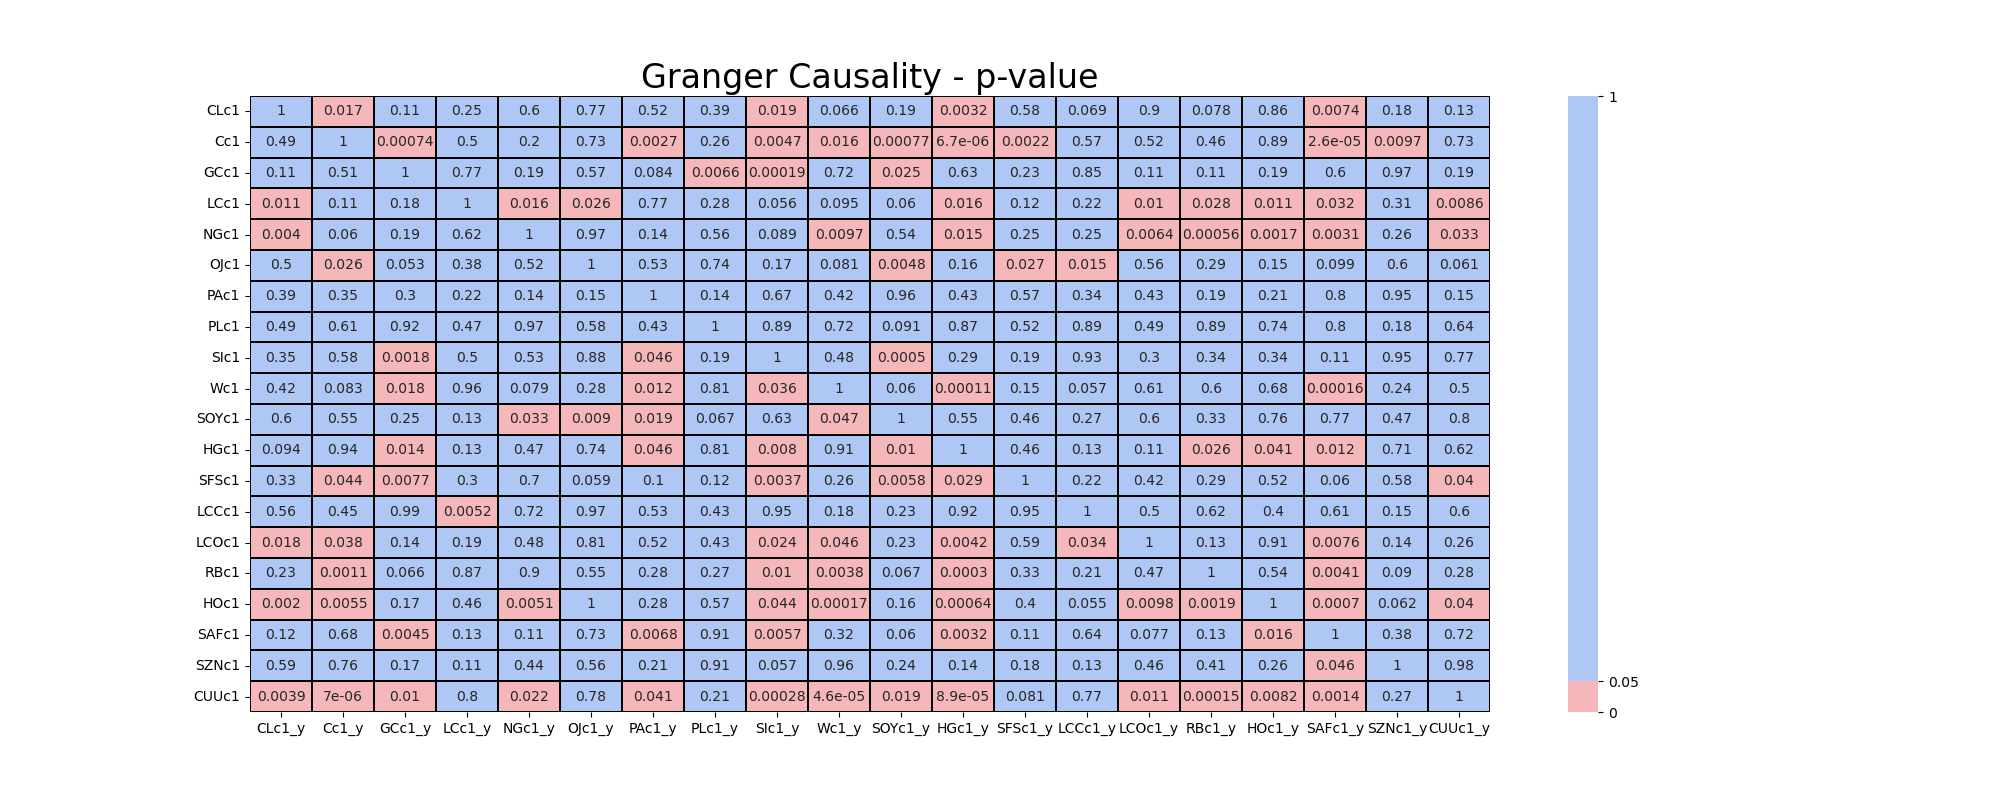 Granger Causality - p-value
CLc1 1 0.017 0.11 0.25 0.6 0.77 0.52 0.39 0.019 0.066 0.19 0.0032 0.58 0.069 0.9 0.078 0.86 0.0074 0.18 0.13
Cc1 0.49 1 0.00074 0.5 0.2 0.73 0.0027 0.26 0.0047 0.016 0.00077 6.7e-06 0.0022 0.57 0.52 0.46 0.89 2.6e-05 0.0097 0.73
GCc1 0.11 0.51 1 0.77 0.19 0.57 0.084 0.0066 0.00019 0.72 0.025 0.63 0.23 0.85 0.11 0.11 0.19 0.6 0.97 0.19
LCc1 0.011 0.11 0.18 1 0.016 0.026 0.77 0.28 0.056 0.095 0.06 0.016 0.12 0.22 0.01 0.028 0.011 0.032 0.31 0.0086
NGc1 0.004 0.06 0.19 0.62 1 0.97 0.14 0.56 0.089 0.0097 0.54 0.015 0.25 0.25 0.0064 0.00056 0.0017 0.0031 0.26 0.033
OJc1 0.5 0.026 0.053 0.38 0.52 1 0.53 0.74 0.17 0.081 0.0048 0.16 0.027 0.015 0.56 0.29 0.15 0.099 0.6 0.061
PAc1 0.39 0.35 0.3 0.22 0.14 0.15 1 0.14 0.67 0.42 0.96 0.43 0.57 0.34 0.43 0.19 0.21 0.8 0.95 0.15
PLc1 0.49 0.61 0.92 0.47 0.97 0.58 0.43 1 0.89 0.72 0.091 0.87 0.52 0.89 0.49 0.89 0.74 0.8 0.18 0.64
SIc1 0.35 0.58 0.0018 0.5 0.53 0.88 0.046 0.19 1 0.48 0.0005 0.29 0.19 0.93 0.3 0.34 0.34 0.11 0.95 0.77
Wc1 0.42 0.083 0.018 0.96 0.079 0.28 0.012 0.81 0.036 1 0.06 0.00011 0.15 0.057 0.61 0.6 0.68 0.00016 0.24 0.5
SOYc1 0.6 0.55 0.25 0.13 0.033 0.009 0.019 0.067 0.63 0.047 1 0.55 0.46 0.27 0.6 0.33 0.76 0.77 0.47 0.8
HGc1 0.094 0.94 0.014 0.13 0.47 0.74 0.046 0.81 0.008 0.91 0.01 1 0.46 0.13 0.11 0.026 0.041 0.012 0.71 0.62
SFSc1 0.33 0.044 0.0077 0.3 0.7 0.059 0.1 0.12 0.0037 0.26 0.0058 0.029 1 0.22 0.42 0.29 0.52 0.06 0.58 0.04
LCCc1 0.56 0.45 0.99 0.0052 0.72 0.97 0.53 0.43 0.95 0.18 0.23 0.92 0.95 1 0.5 0.62 0.4 0.61 0.15 0.6
LCOc1 0.018 0.038 0.14 0.19 0.48 0.81 0.52 0.43 0.024 0.046 0.23 0.0042 0.59 0.034 1 0.13 0.91 0.0076 0.14 0.26
RBc1 0.23 0.0011 0.066 0.87 0.9 0.55 0.28 0.27 0.01 0.0038 0.067 0.0003 0.33 0.21 0.47 1 0.54 0.0041 0.09 0.28
HOc1 0.002 0.0055 0.17 0.46 0.0051 1 0.28 0.57 0.044 0.00017 0.16 0.00064 0.4 0.055 0.0098 0.0019 1 0.0007 0.062 0.04
SAFc1 0.12 0.68 0.0045 0.13 0.11 0.73 0.0068 0.91 0.0057 0.32 0.06 0.0032 0.11 0.64 0.077 0.13 0.016 1 0.38 0.72
SZNc1 0.59 0.76 0.17 0.11 0.44 0.56 0.21 0.91 0.057 0.96 0.24 0.14 0.18 0.13 0.46 0.41 0.26 0.046 1 0.98
CUUc1 0.0039 7e-06 0.01 0.8 0.022 0.78 0.041 0.21 0.00028 4.6e-05 0.019 8.9e-05 0.081 0.77 0.011 0.00015 0.0082 0.0014 0.27 1
CLc1_y Cc1_y GCc1_y LCc1_y NGc1_y OJc1_y PAc1_y PLc1_y SIc1_y Wc1_y SOYc1_y HGc1_y SFSc1_y LCCc1_y LCOc1_y RBc1_y HOc1_y SAFc1_y SZNc1_y CUUc1_y
1
0.05
0